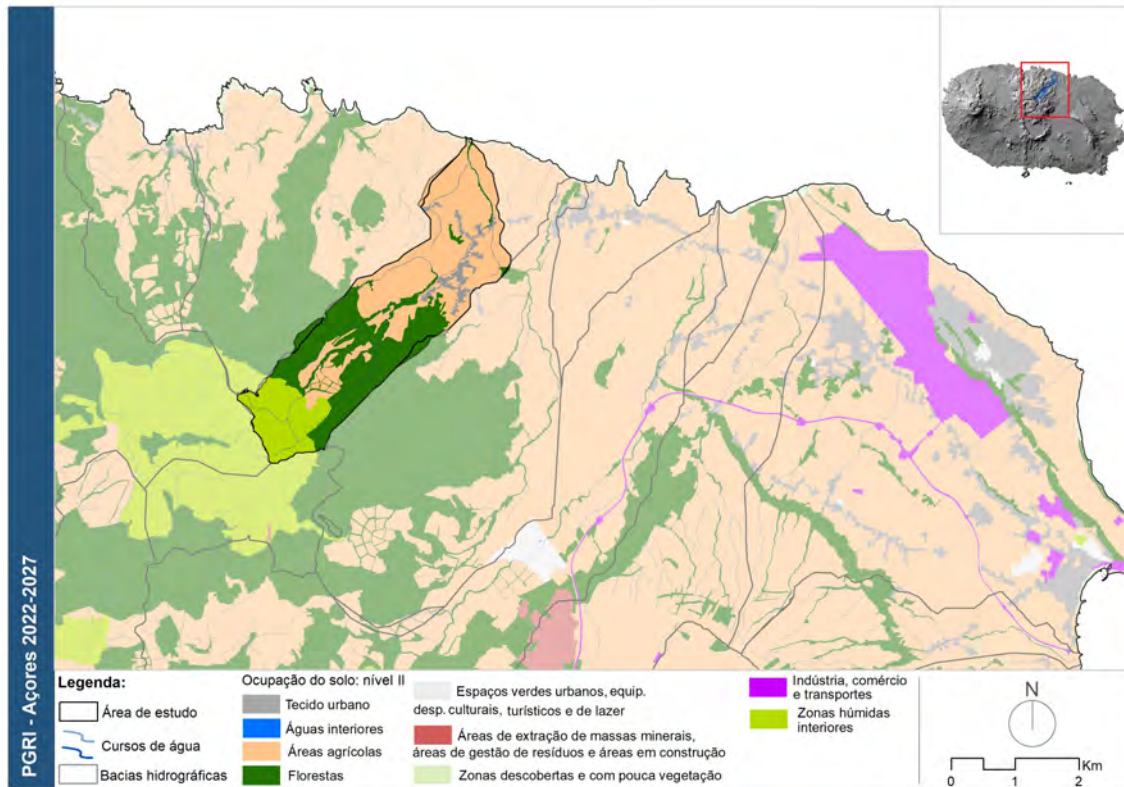 PGRI - Açores 2022-2027
Legenda:
Área de estudo
Cursos de água
Bacias hidrográficas
Ocupação do solo: nível II
Tecido urbano
Águas interiores
Áreas agrícolas
Florestas
Espaços verdes urbanos, equip.
desp. culturais, turísticos e de lazer
Áreas de extração de massas minerais,
áreas de gestão de resíduos e áreas em construção
Zonas descobertas e com pouca vegetação
Indústria, comércio
e transportes
Zonas húmidas
interiores
N
Km
0 1 2